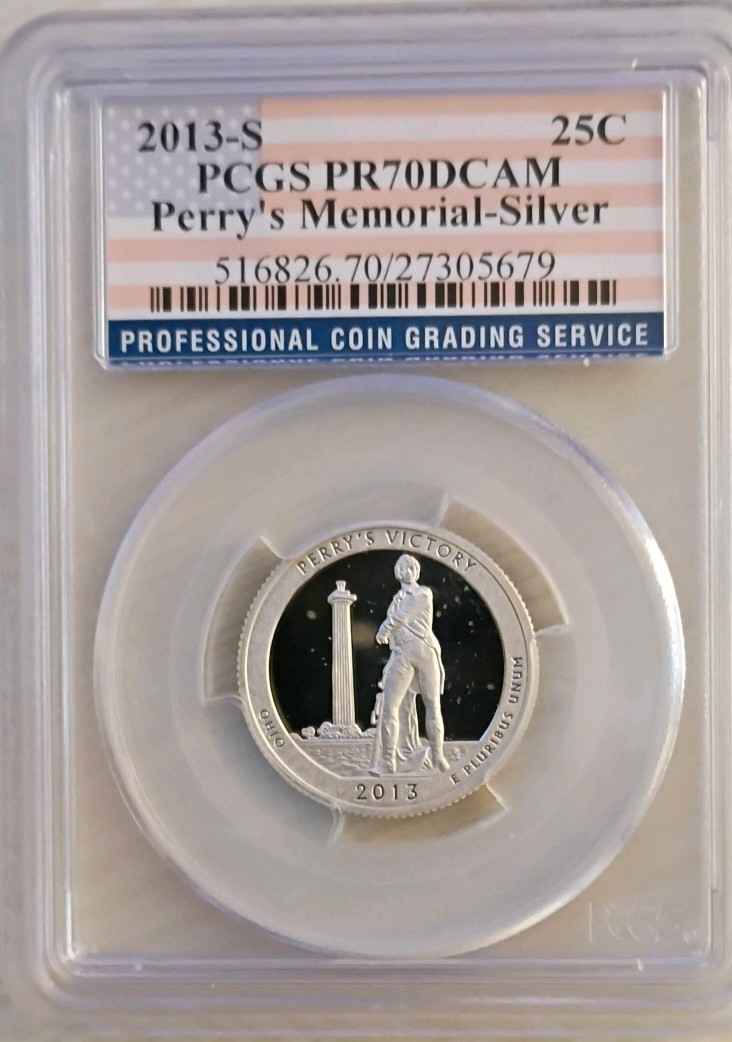 2013-S 25C
PCGS PR70DCAM
Perry's Memorial-Silver
516826.70/27305679
PROFESSIONAL COIN GRADING SERVICE
PERRY'S VICTORY
OHIO
E PLURIBUS UNUM
2013
PCGS